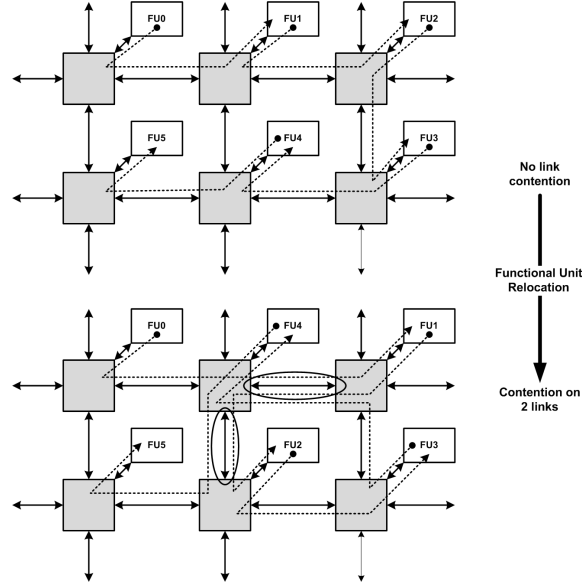 FU0
FU1
FU2
FU5
FU4
FU3
No link
contention
Functional Unit
Relocation
Contention on
2 links
FU0
FU4
FU1
FU5
FU2
FU3